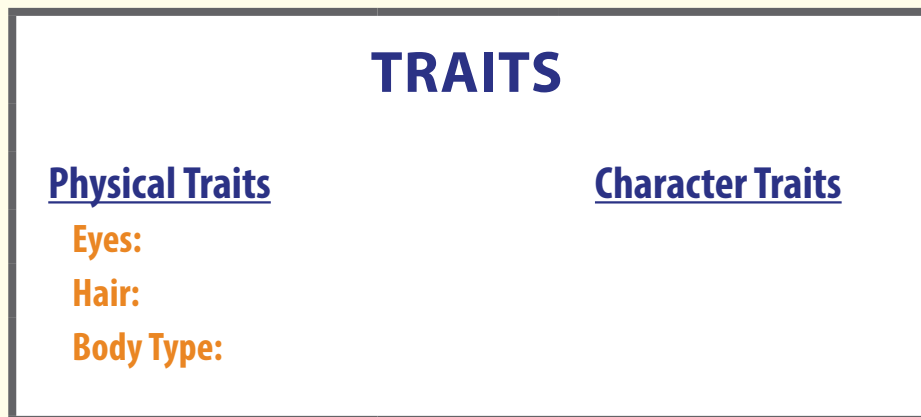 TRAITS
Physical Traits
Eyes:
Hair:
Body Type:
Character Traits